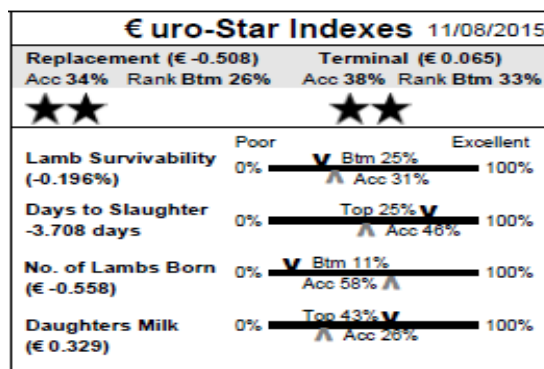 € uro-Star Indexes 11/08/2015
Replacement (€ -0.508) Terminal (€ 0.065)
Acc 34% Rank Btm 26% Acc 38% Rank Btm 33%
Poor Excellent
Lamb Survivability 0% Btm 25% 100%
(-0.196%) Acc 31%
Days to Slaughter 0% Top 25% 100%
-3.708 days Acc 46%
No. of Lambs Born 0% Btm 11% 100%
(€ -0.558) Acc 58%
Daughters Milk 0% Top 43% 100%
(€ 0.329) Acc 26%